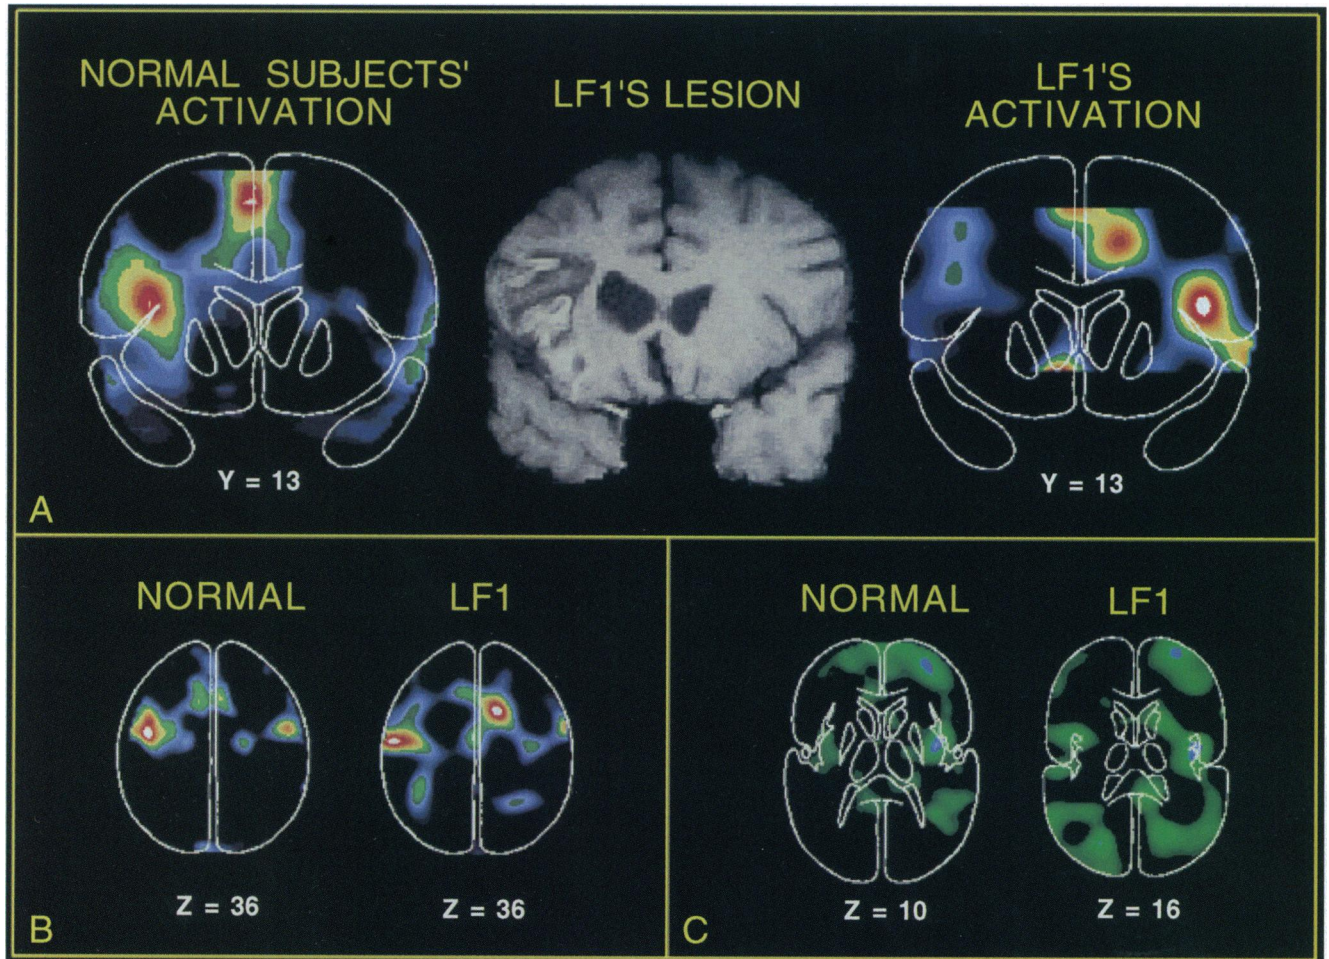 NORMAL SUBJECTS'
ACTIVATION
LF1'S LESION
LF1'S
ACTIVATION
Y = 13
Y = 13
A
NORMAL
LF1
Z = 36
Z = 36
B
NORMAL
LF1
Z = 10
Z = 16
C